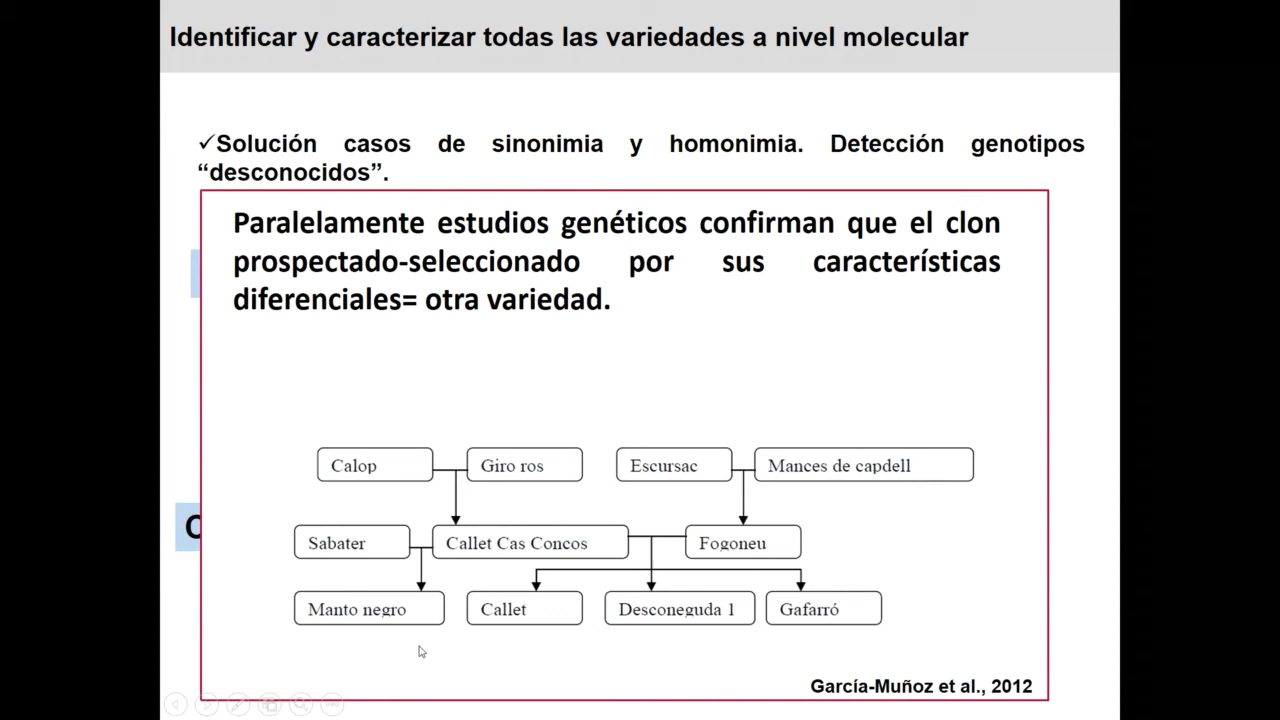 Identificar y caracterizar todas las variedades a nivel molecular
✓Solución casos de sinonimia y homonimia. Detección genotipos
“desconocidos”.
Paralelamente estudios genéticos confirman que el clon
prospectado-seleccionado por sus características
diferenciales= otra variedad.
Calop
Giro ros
Escursac
Mances de capdell
Sabater
Callet Cas Concos
Fogoneu
Manto negro
Callet
Desconeguda 1
Gafarró
García-Muñoz et al., 2012